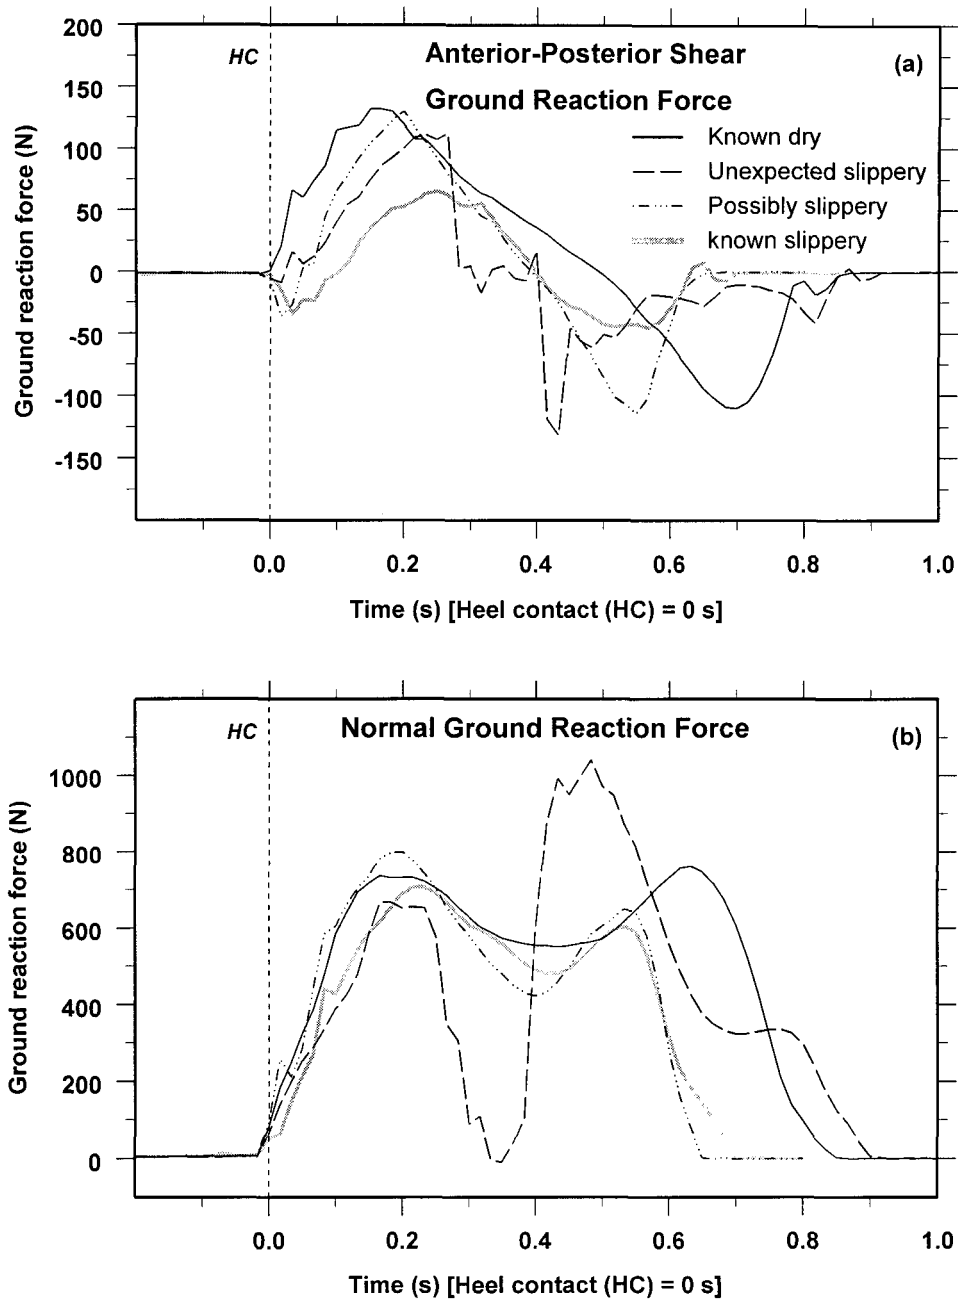 200
150
100
50
0
-50
-100
-150
Ground reaction force (N)
HC
Anterior-Posterior Shear
(a)
Ground Reaction Force
Known dry
Unexpected slippery
Possibly slippery
known slippery
0.0 0.2 0.4 0.6 0.8 1.0
Time (s) [Heel contact (HC) = 0 s]
HC
Normal Ground Reaction Force
(b)
1000
800
600
400
200
0
Ground reaction force (N)
0.0 0.2 0.4 0.6 0.8 1.0
Time (s) [Heel contact (HC) = 0 s]